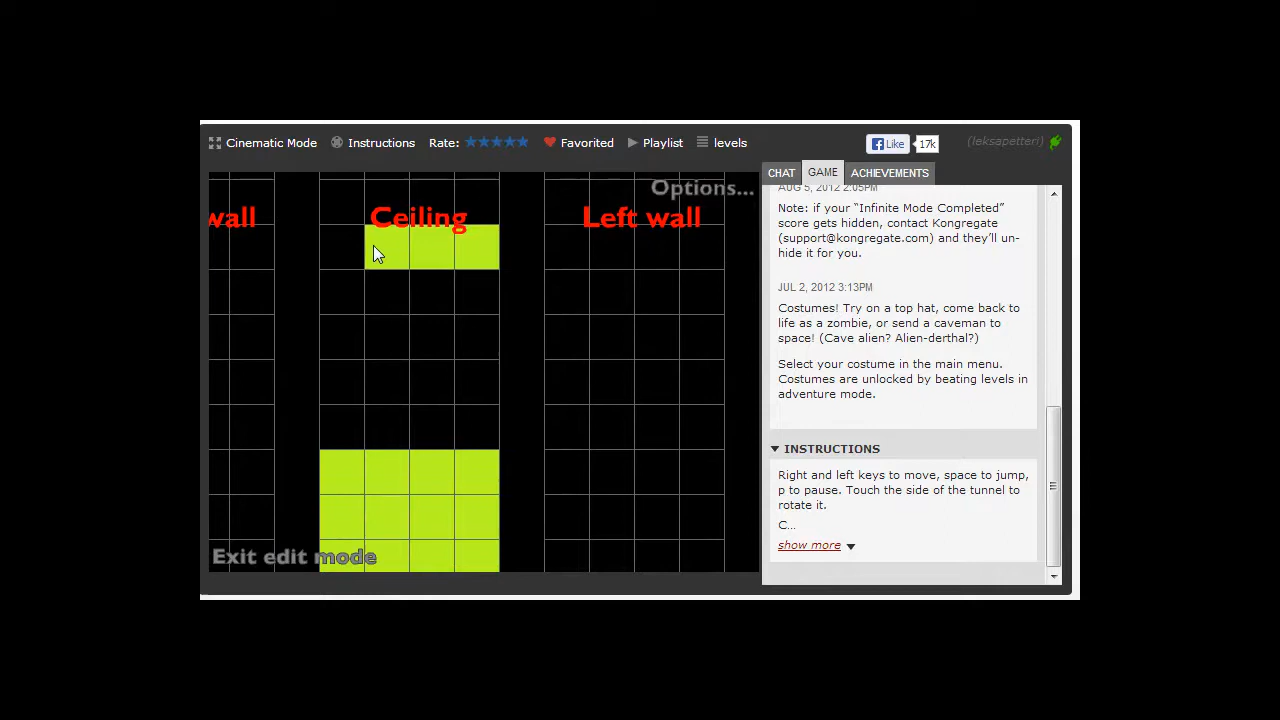 Cinematic Mode Instructions Rate: Favorited Playlist levels
Like 17k (leksapetteri)
CHAT GAME ACHIEVEMENTS
Options...
wall Ceiling Left wall
Exit edit mode
AUG 5, 2012 2:05PM
Note: if your “Infinite Mode Completed”
score gets hidden, contact Kongregate
(support@kongregate.com) and they’ll un-
hide it for you.
JUL 2, 2012 3:13PM
Costumes! Try on a top hat, come back to
life as a zombie, or send a caveman to
space! (Cave alien? Alien-derthal?)
Select your costume in the main menu.
Costumes are unlocked by beating levels in
adventure mode.
INSTRUCTIONS
Right and left keys to move, space to jump,
p to pause. Touch the side of the tunnel to
rotate it.
C...
show more